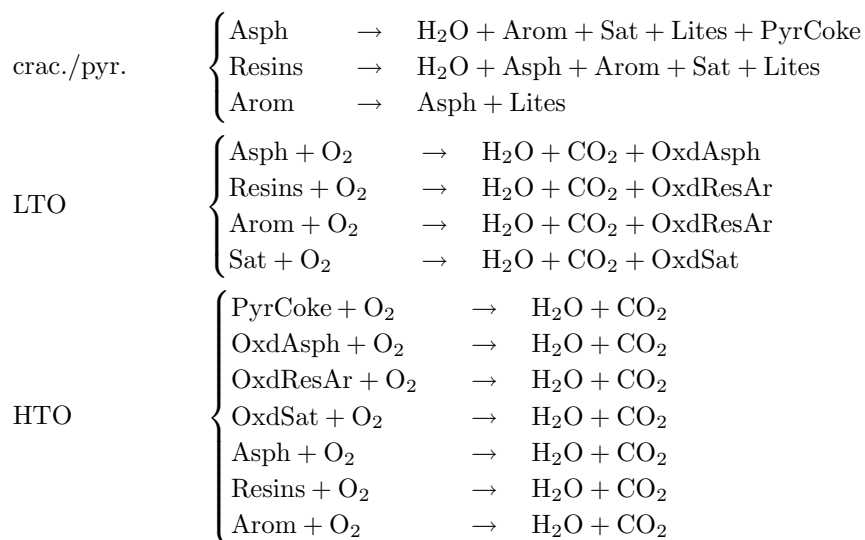 crac./pyr.
Asph → H₂O + Arom + Sat + Lites + PyrCoke
Resins → H₂O + Asph + Arom + Sat + Lites
Arom → Asph + Lites
LTO
Asph + O₂ → H₂O + CO₂ + OxdAsph
Resins + O₂ → H₂O + CO₂ + OxdResAr
Arom + O₂ → H₂O + CO₂ + OxdResAr
Sat + O₂ → H₂O + CO₂ + OxdSat
HTO
PyrCoke + O₂ → H₂O + CO₂
OxdAsph + O₂ → H₂O + CO₂
OxdResAr + O₂ → H₂O + CO₂
OxdSat + O₂ → H₂O + CO₂
Asph + O₂ → H₂O + CO₂
Resins + O₂ → H₂O + CO₂
Arom + O₂ → H₂O + CO₂